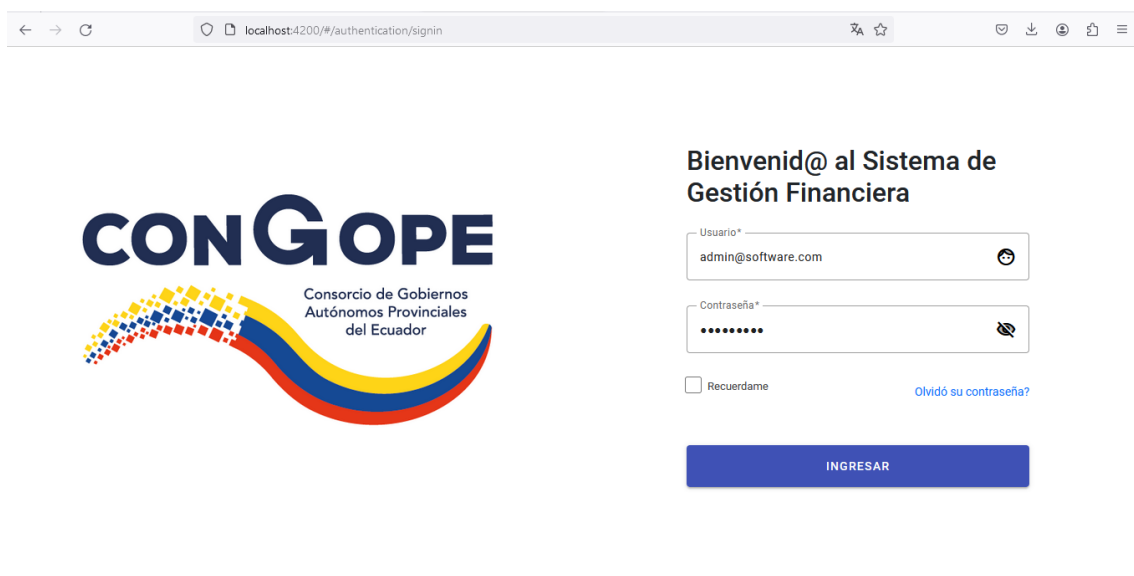 localhost:4200/#/authentication/signin
CONGOPE
Consorcio de Gobiernos
Autónomos Provinciales
del Ecuador
Bienvenid@ al Sistema de
Gestión Financiera
Usuario*
admin@software.com
Contraseña*
•••••••••
Recuerdame
Olvidó su contraseña?
INGRESAR